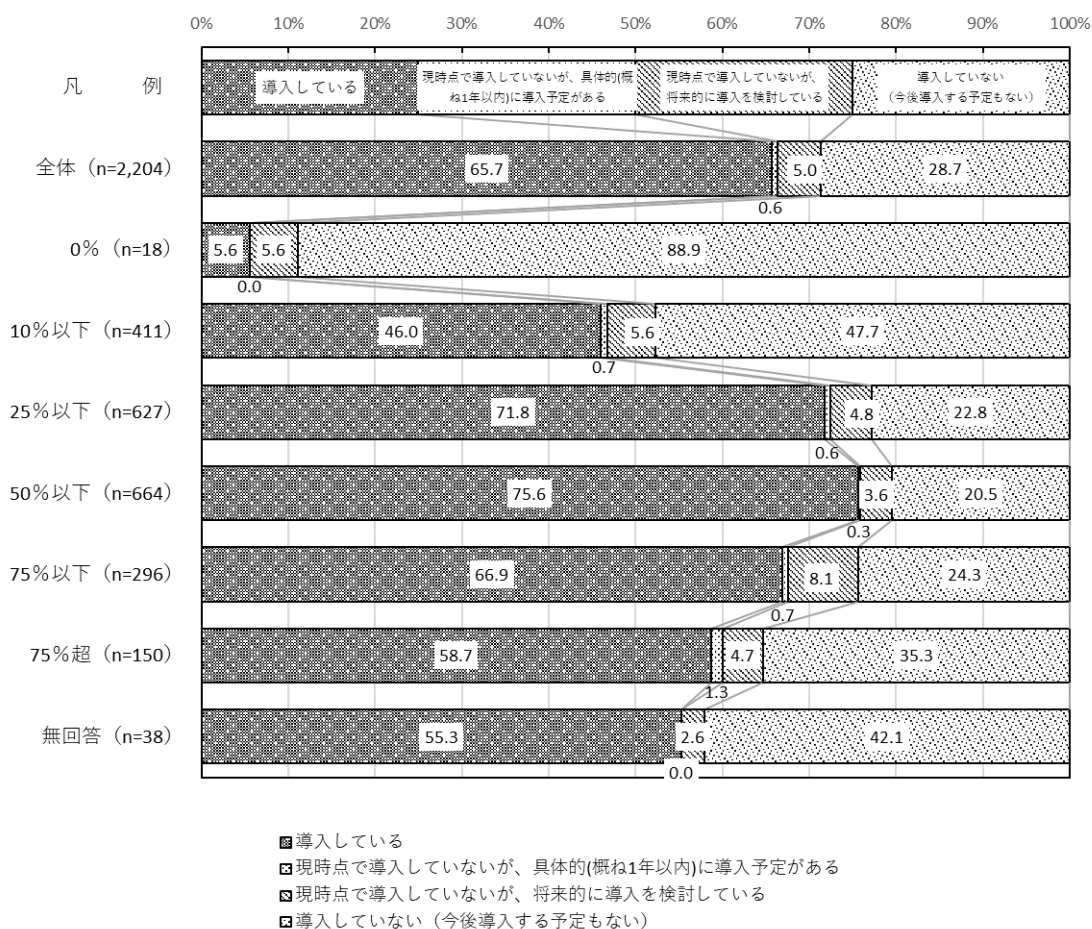 0% 10% 20% 30% 40% 50% 60% 70% 80% 90% 100%
凡 例
導入している
現時点で導入していないが、具体的(概
ね1年以内)に導入予定がある
現時点で導入していないが、
将来的に導入を検討している
導入していない
（今後導入する予定もない）
全体（n=2,204） 65.7 5.0 28.7
0.6
0％（n=18） 5.6 5.6 88.9
0.0
10％以下（n=411） 46.0 5.6 47.7
0.7
25％以下（n=627） 71.8 4.8 22.8
0.6
50％以下（n=664） 75.6 3.6 20.5
0.3
75％以下（n=296） 66.9 8.1 24.3
0.7
75％超（n=150） 58.7 4.7 35.3
1.3
無回答（n=38） 55.3 2.6 42.1
0.0
導入している
現時点で導入していないが、具体的(概ね1年以内)に導入予定がある
現時点で導入していないが、将来的に導入を検討している
導入していない（今後導入する予定もない）